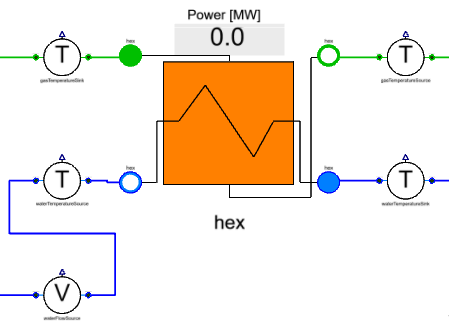 Power [MW]
0.0
hex
hex
T
T
gasTemperatureSink
gasTemperatureSource
hex
hex
T
T
waterTemperatureSource
waterTemperatureSink
hex
V
waterFlowSource